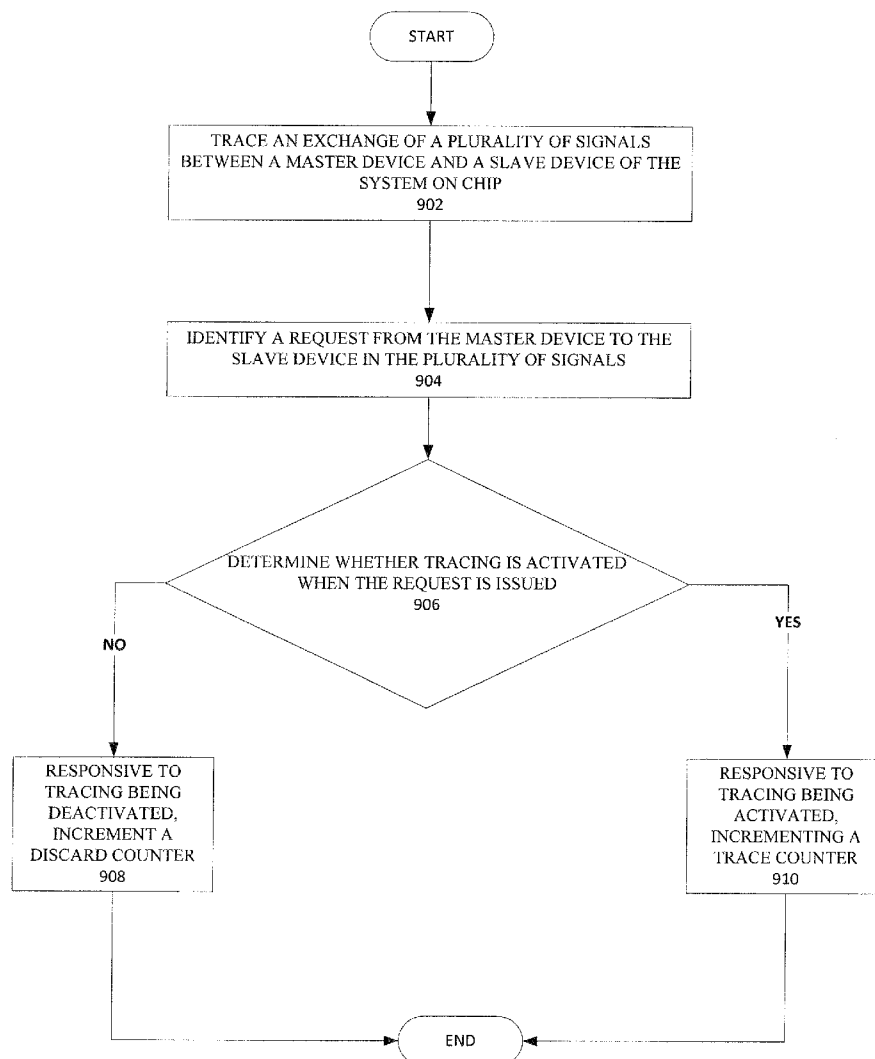 START
TRACE AN EXCHANGE OF A PLURALITY OF SIGNALS
BETWEEN A MASTER DEVICE AND A SLAVE DEVICE OF THE
SYSTEM ON CHIP
902
IDENTIFY A REQUEST FROM THE MASTER DEVICE TO THE
SLAVE DEVICE IN THE PLURALITY OF SIGNALS
904
DETERMINE WHETHER TRACING IS ACTIVATED
WHEN THE REQUEST IS ISSUED
906
NO
YES
RESPONSIVE TO
TRACING BEING
DEACTIVATED,
INCREMENT A
DISCARD COUNTER
908
RESPONSIVE TO
TRACING BEING
ACTIVATED,
INCREMENTING A
TRACE COUNTER
910
END